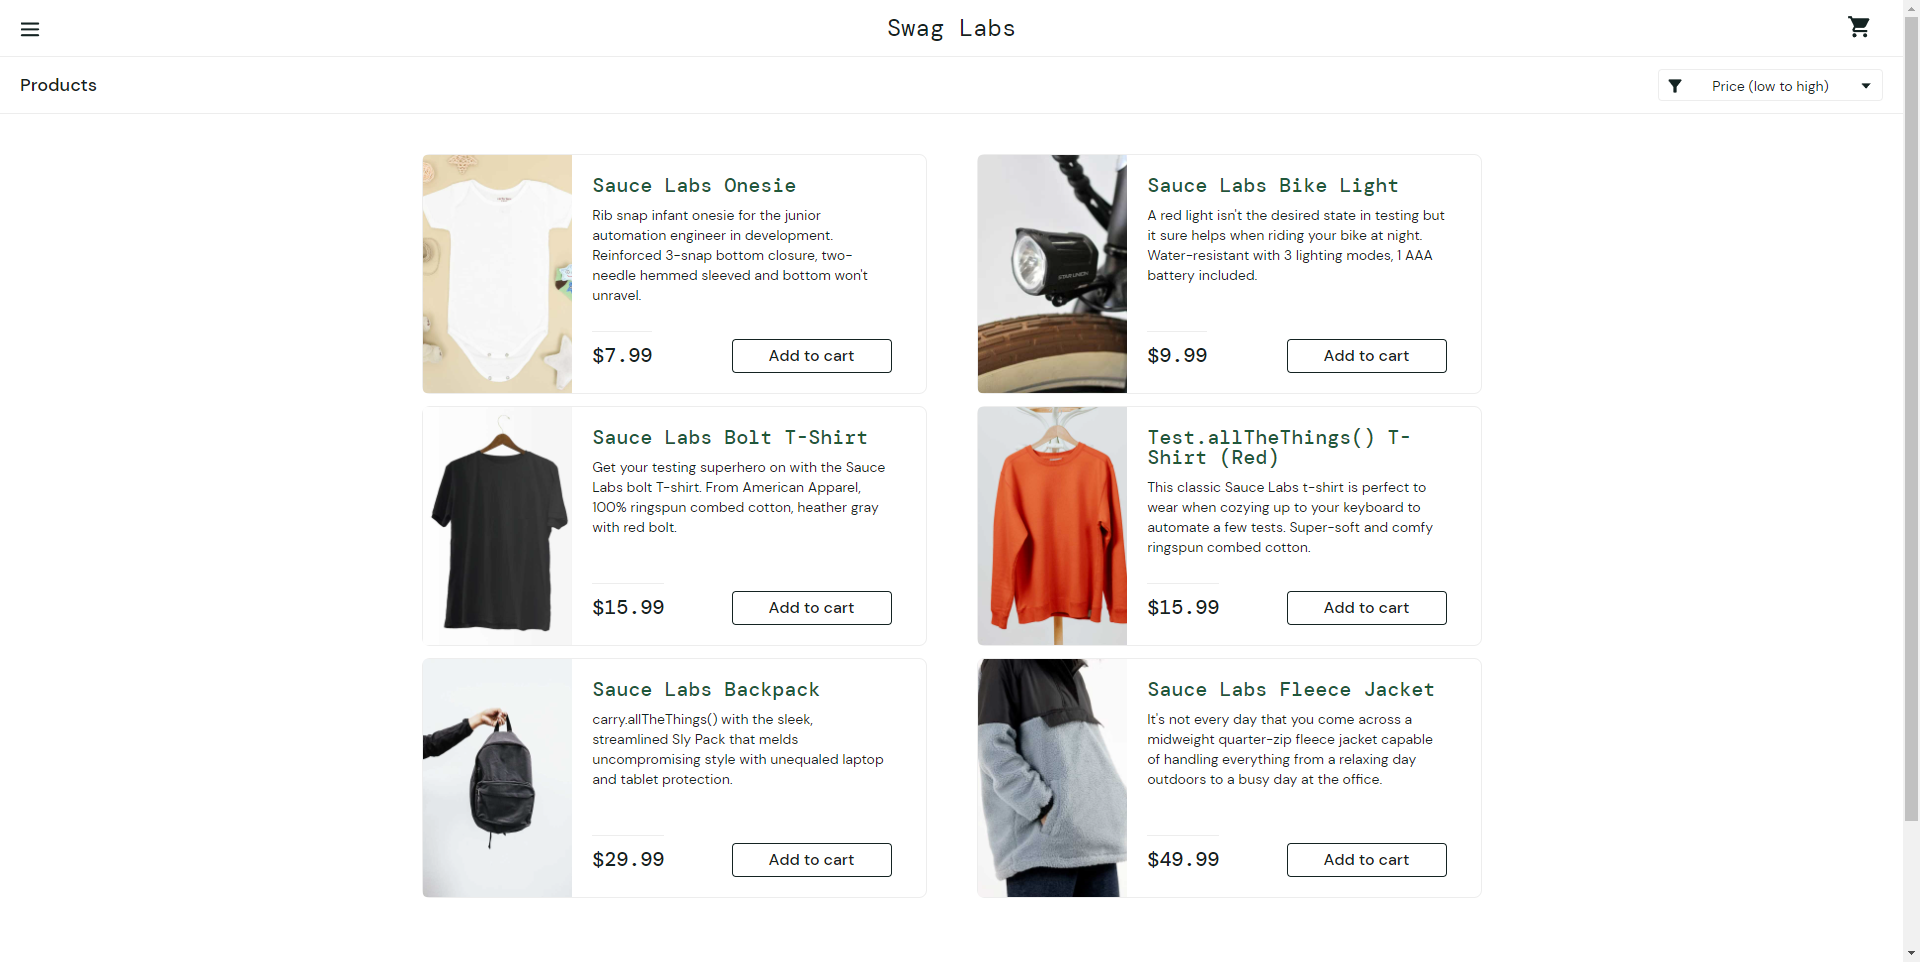 Swag Labs
Products
Price (low to high)
Sauce Labs Onesie
Rib snap infant onesie for the junior
automation engineer in development.
Reinforced 3-snap bottom closure, two-
needle hemmed sleeved and bottom won't
unravel.
$7.99
Add to cart
Sauce Labs Bike Light
A red light isn't the desired state in testing but
it sure helps when riding your bike at night.
Water-resistant with 3 lighting modes, 1 AAA
battery included.
$9.99
Add to cart
STAR UNION
Sauce Labs Bolt T-Shirt
Get your testing superhero on with the Sauce
Labs bolt T-shirt. From American Apparel,
100% ringspun combed cotton, heather gray
with red bolt.
$15.99
Add to cart
Test.allTheThings() T-
Shirt (Red)
This classic Sauce Labs t-shirt is perfect to
wear when cozying up to your keyboard to
automate a few tests. Super-soft and comfy
ringspun combed cotton.
$15.99
Add to cart
Sauce Labs Backpack
carry.allTheThings() with the sleek,
streamlined Sly Pack that melds
uncompromising style with unequaled laptop
and tablet protection.
$29.99
Add to cart
Sauce Labs Fleece Jacket
It's not every day that you come across a
midweight quarter-zip fleece jacket capable
of handling everything from a relaxing day
outdoors to a busy day at the office.
$49.99
Add to cart